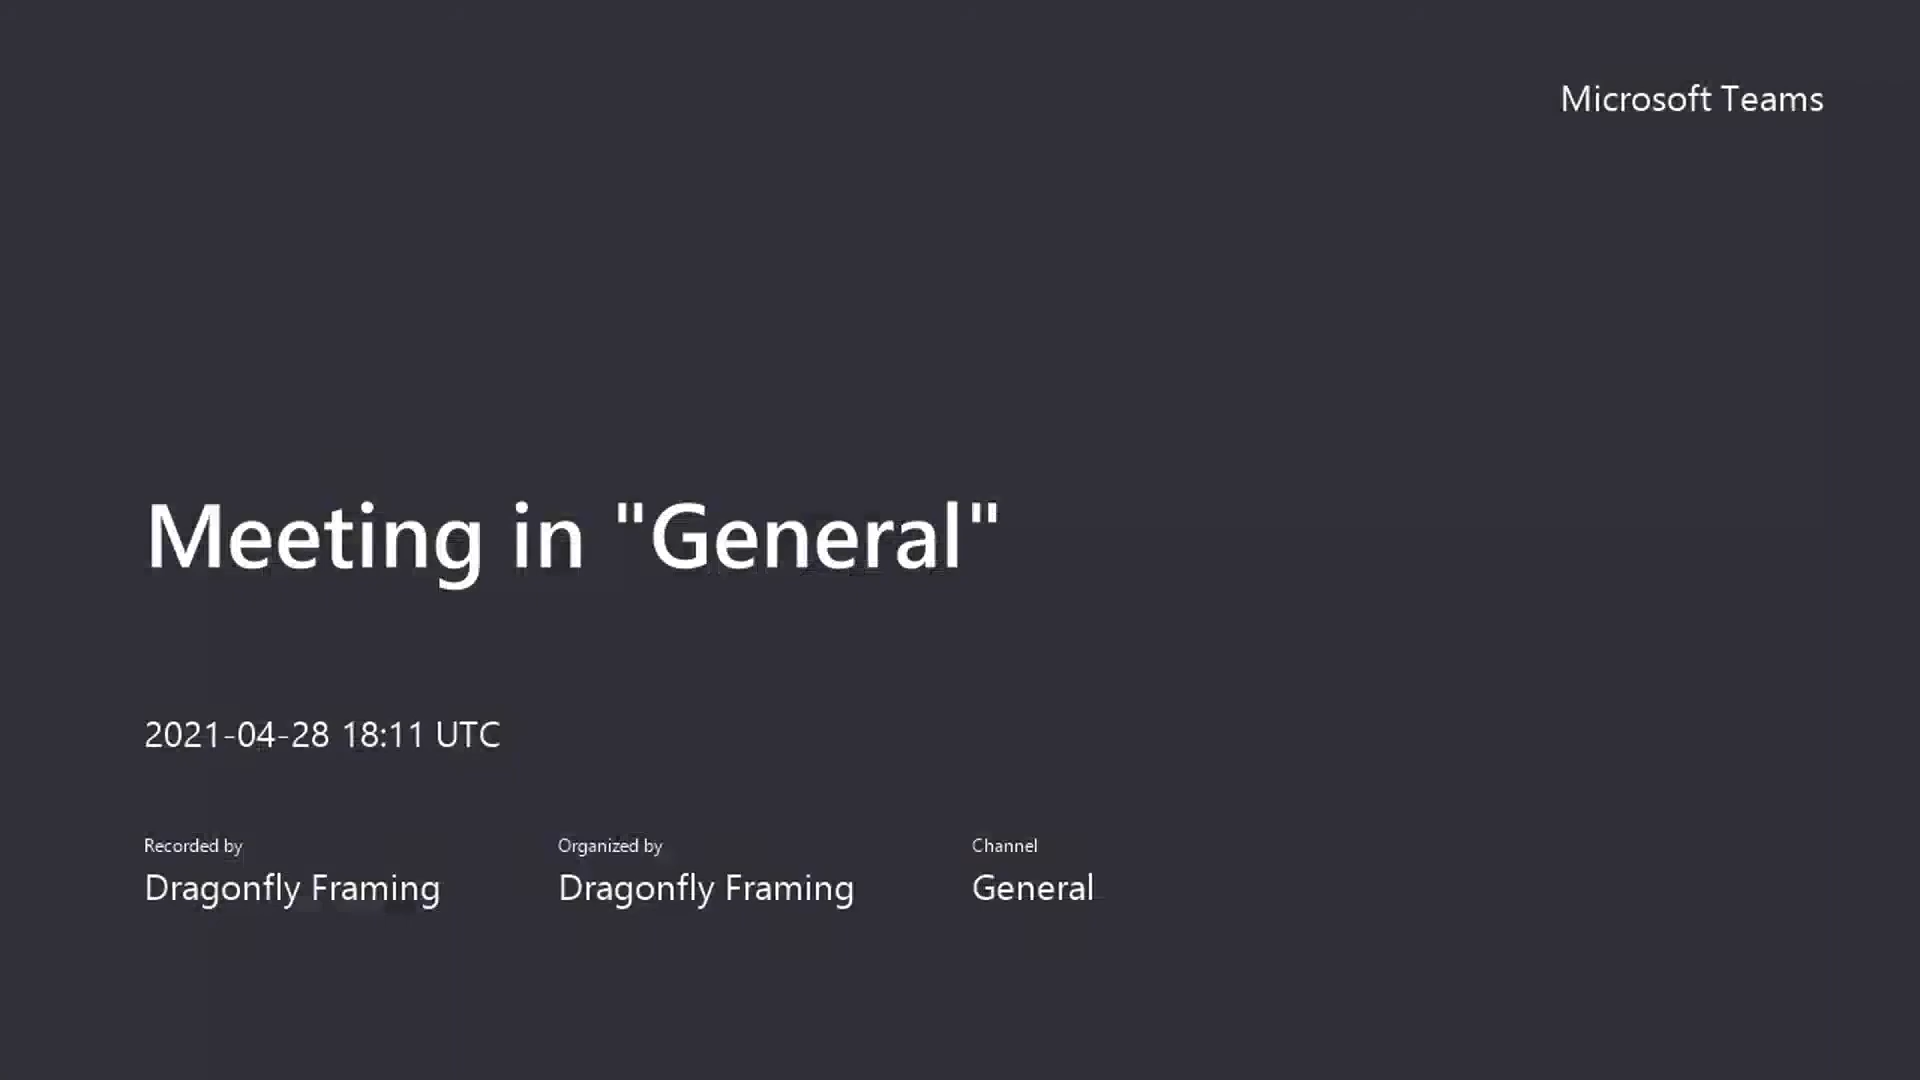 Microsoft Teams
Meeting in "General"
2021-04-28 18:11 UTC
Recorded by
Dragonfly Framing
Organized by
Dragonfly Framing
Channel
General